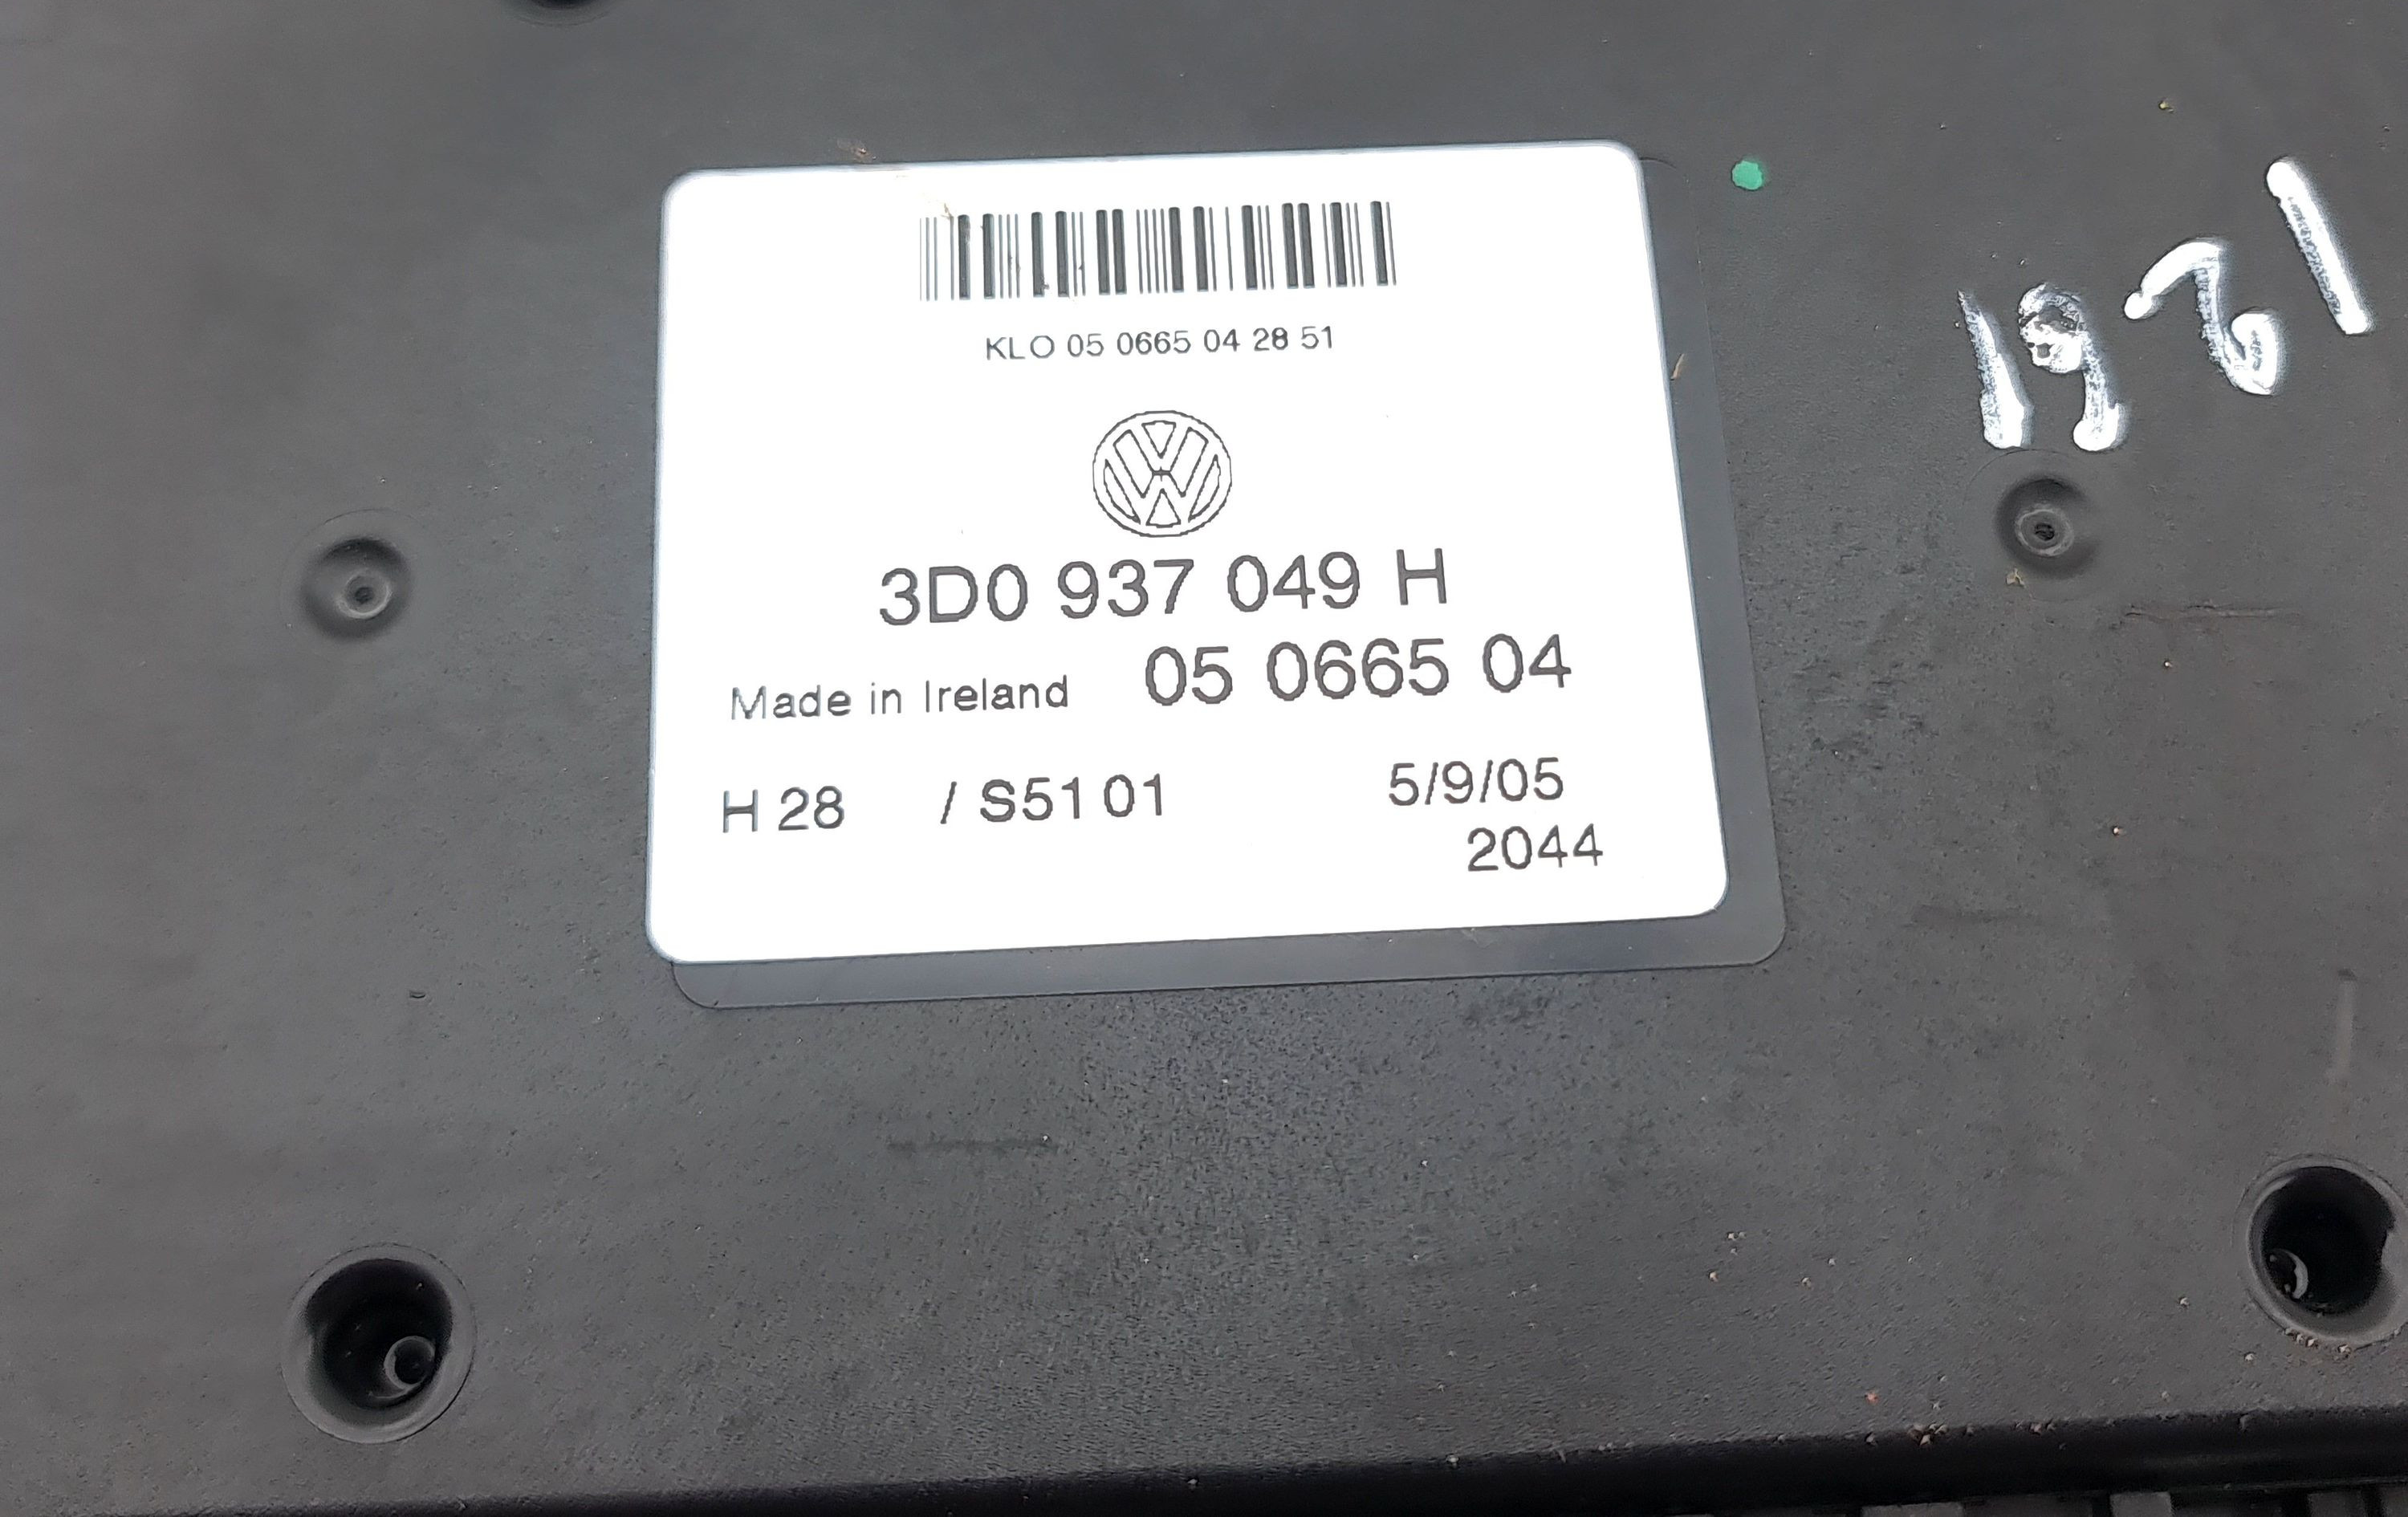 KLO 05 0665 04 28 51
3D0 937 049 H
Made in Ireland 05 0665 04
H 28 / S51 01 5/9/05
2044
1921